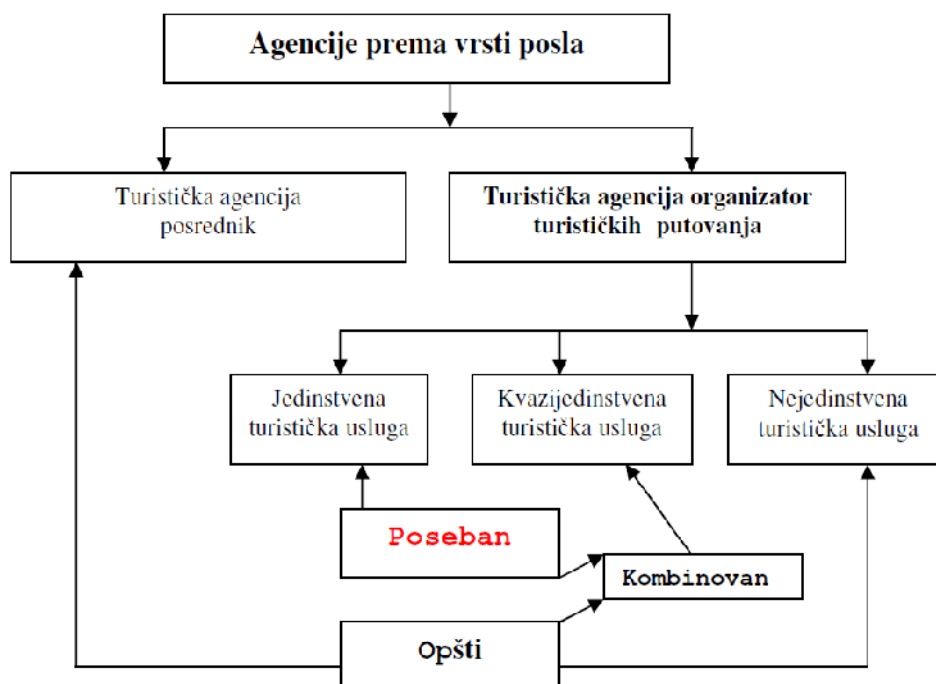 Agencije prema vrsti posla
Turistička agencija
posrednik
Turistička agencija organizator
turističkih putovanja
Jedinstvena
turistička usluga
Kvazijedinstvena
turistička usluga
Nejedinstvena
turistička usluga
Poseban
Kombinovan
Opšti